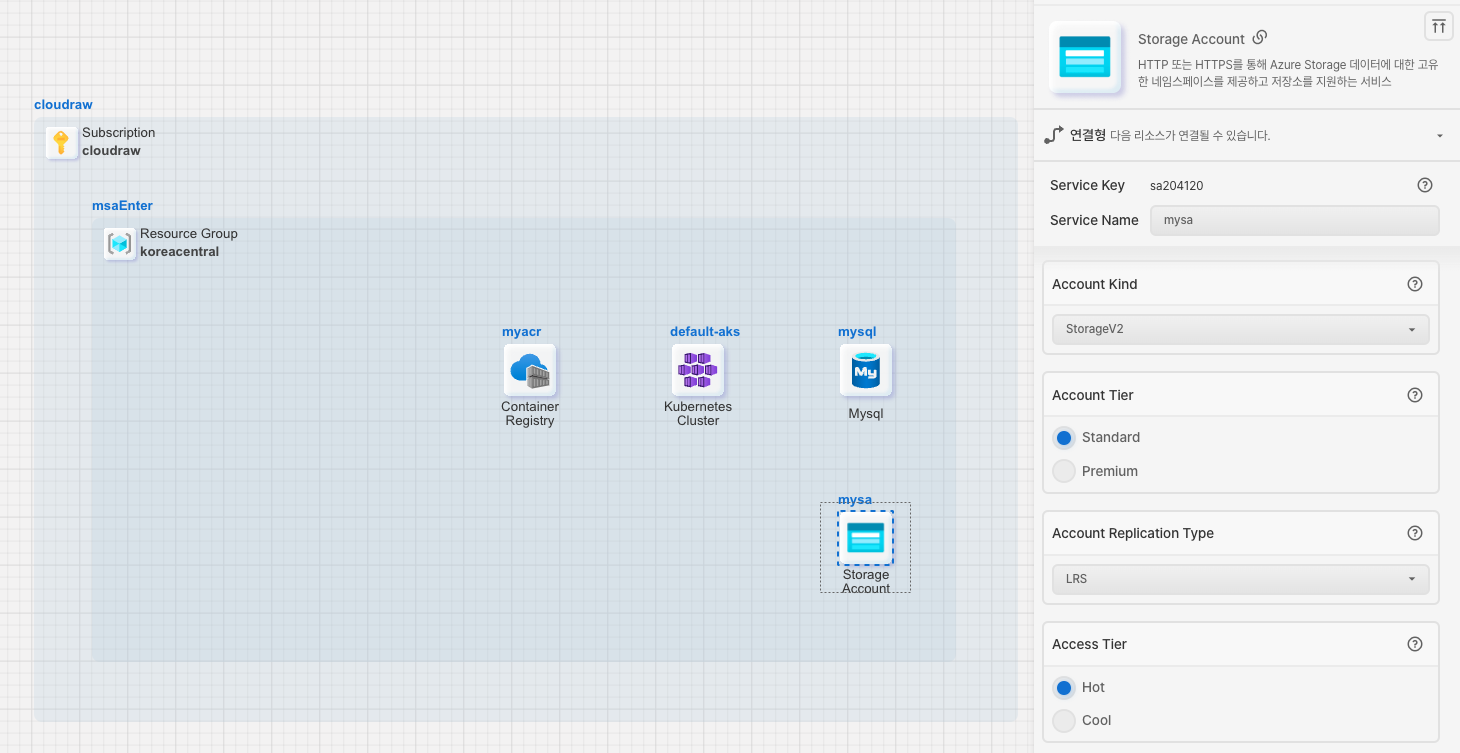 cloudraw
Subscription
cloudraw
msaEnter
Resource Group
koreacentral
myacr
Container
Registry
default-aks
Kubernetes
Cluster
mysql
My
Mysql
mysa
Storage
Account
Storage Account
HTTP 또는 HTTPS를 통해 Azure Storage 데이터에 대한 고유
한 네임스페이스를 제공하고 저장소를 지원하는 서비스
연결형 다음 리소스가 연결될 수 있습니다.
Service Key sa204120
Service Name mysa
Account Kind
StorageV2
Account Tier
Standard
Premium
Account Replication Type
LRS
Access Tier
Hot
Cool